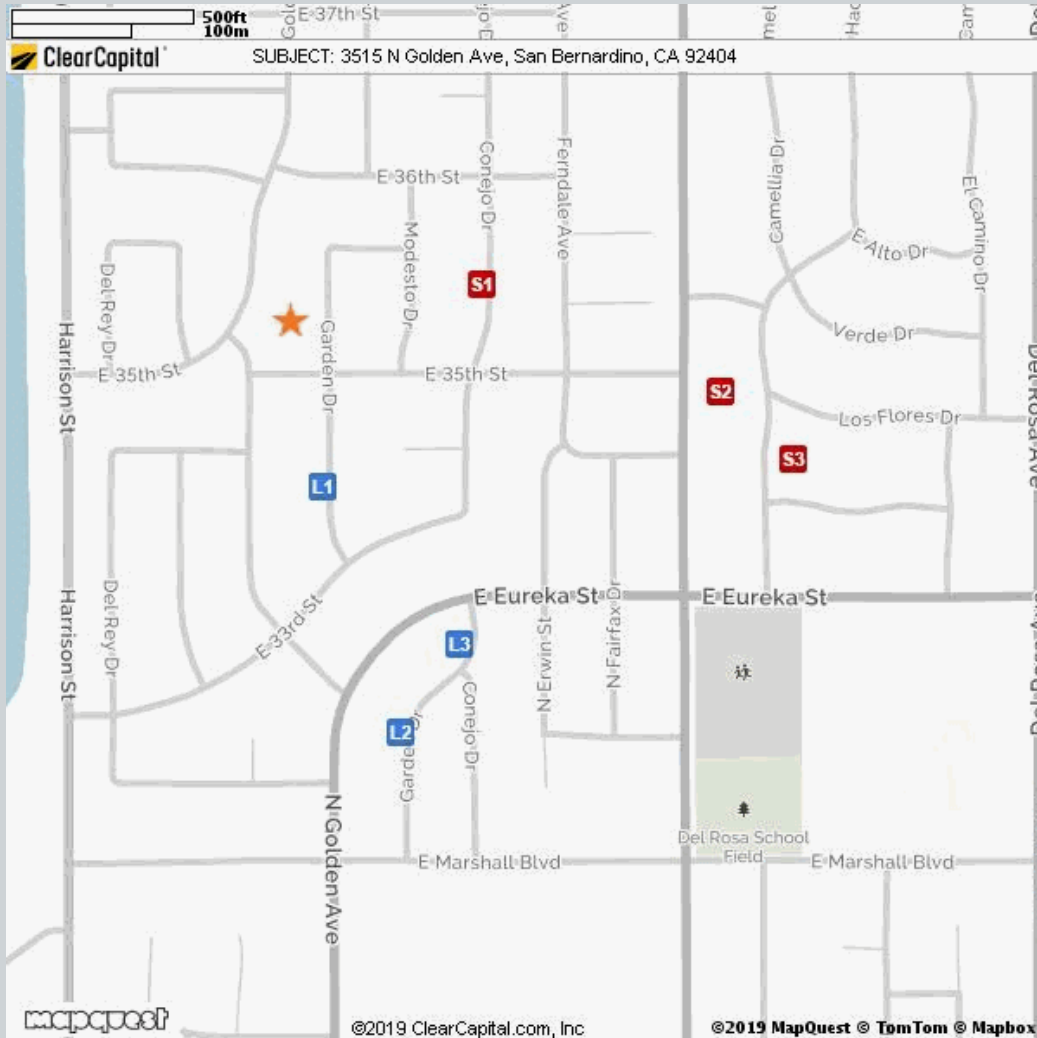 500ft
100m
E 37th St
ClearCapital
SUBJECT: 3515 N Golden Ave, San Bernardino, CA 92404
E 36th St
Conejo Dr
Ferndale Ave
Camellia Dr
El Camino Dr
Modesto Dr
E Alto Dr
Del Rey Dr
S1
Harrison St
Garden Dr
Verde Dr
E 35th St
E 35th St
S2
Los Flores Dr
Del Rosa Ave
S3
L1
Harrison St
Del Rey Dr
E 33rd St
E Eureka St
E Eureka St
N Erwin St
N Fairfax Dr
L3
Conejo Dr
L2
N Golden Ave
Del Rosa School
Field
E Marshall Blvd
E Marshall Blvd
mapquest
©2019 ClearCapital.com, Inc
©2019 MapQuest © TomTom © Mapbox